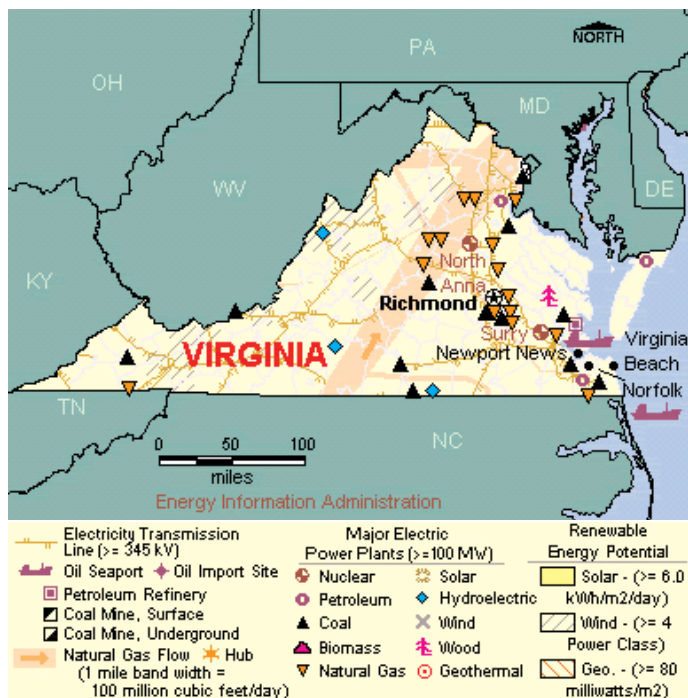 NORTH
PA
OH
MD
WV
DE
KY
North
Anna
Richmond
Surry
VIRGINIA
Newport News
Virginia
Beach
Norfolk
TN
NC
0 50 100
miles
Energy Information Administration
Electricity Transmission
Line (>= 345 kV)
Oil Seaport Oil Import Site
Petroleum Refinery
Coal Mine, Surface
Coal Mine, Underground
Natural Gas Flow Hub
(1 mile band width =
100 million cubic feet/day)
Major Electric
Power Plants (>=100 MW)
Nuclear Solar
Petroleum Hydroelectric
Coal Wind
Biomass Wood
Natural Gas Geothermal
Renewable
Energy Potential
Solar - (>= 6.0
kWh/m2/day)
Wind - (>= 4
Power Class)
Geo. - (>= 80
milliwatts/m2)